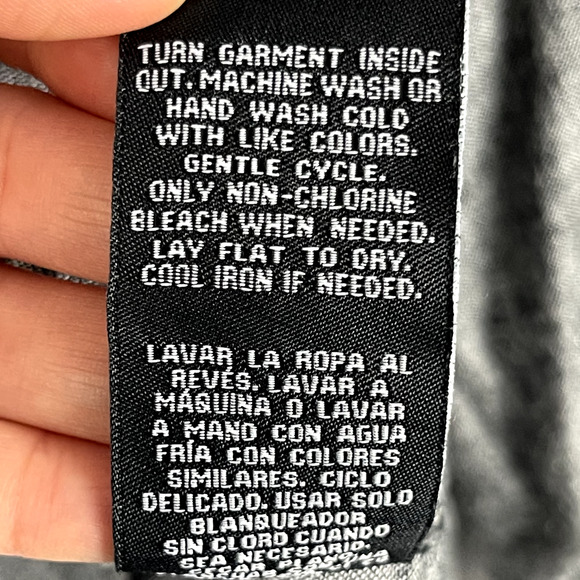 TURN GARMENT INSIDE
OUT. MACHINE WASH OR
HAND WASH COLD
WITH LIKE COLORS.
GENTLE CYCLE.
ONLY NON-CHLORINE
BLEACH WHEN NEEDED.
LAY FLAT TO DRY.
COOL IRON IF NEEDED.
LAVAR LA ROPA AL
REVÉS. LAVAR A
MÁQUINA O LAVAR
A MANO CON AGUA
FRÍA CON COLORES
SIMILARES. CICLO
DELICADO. USAR SOLO
BLANQUEADOR
SIN CLORO CUANDO
SEA NECESARIO.